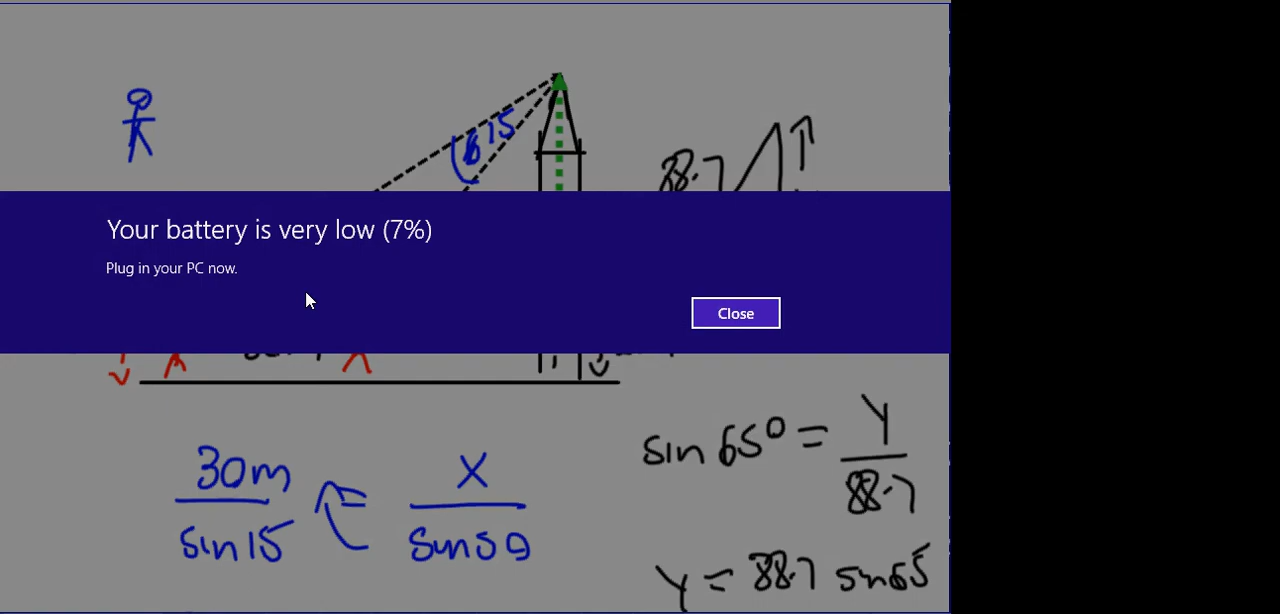 15
88.7
Your battery is very low (7%)
Plug in your PC now.
Close
30m
sin15
=
X
sin50
sin 65° = Y
88.7
Y = 88.7 sin65